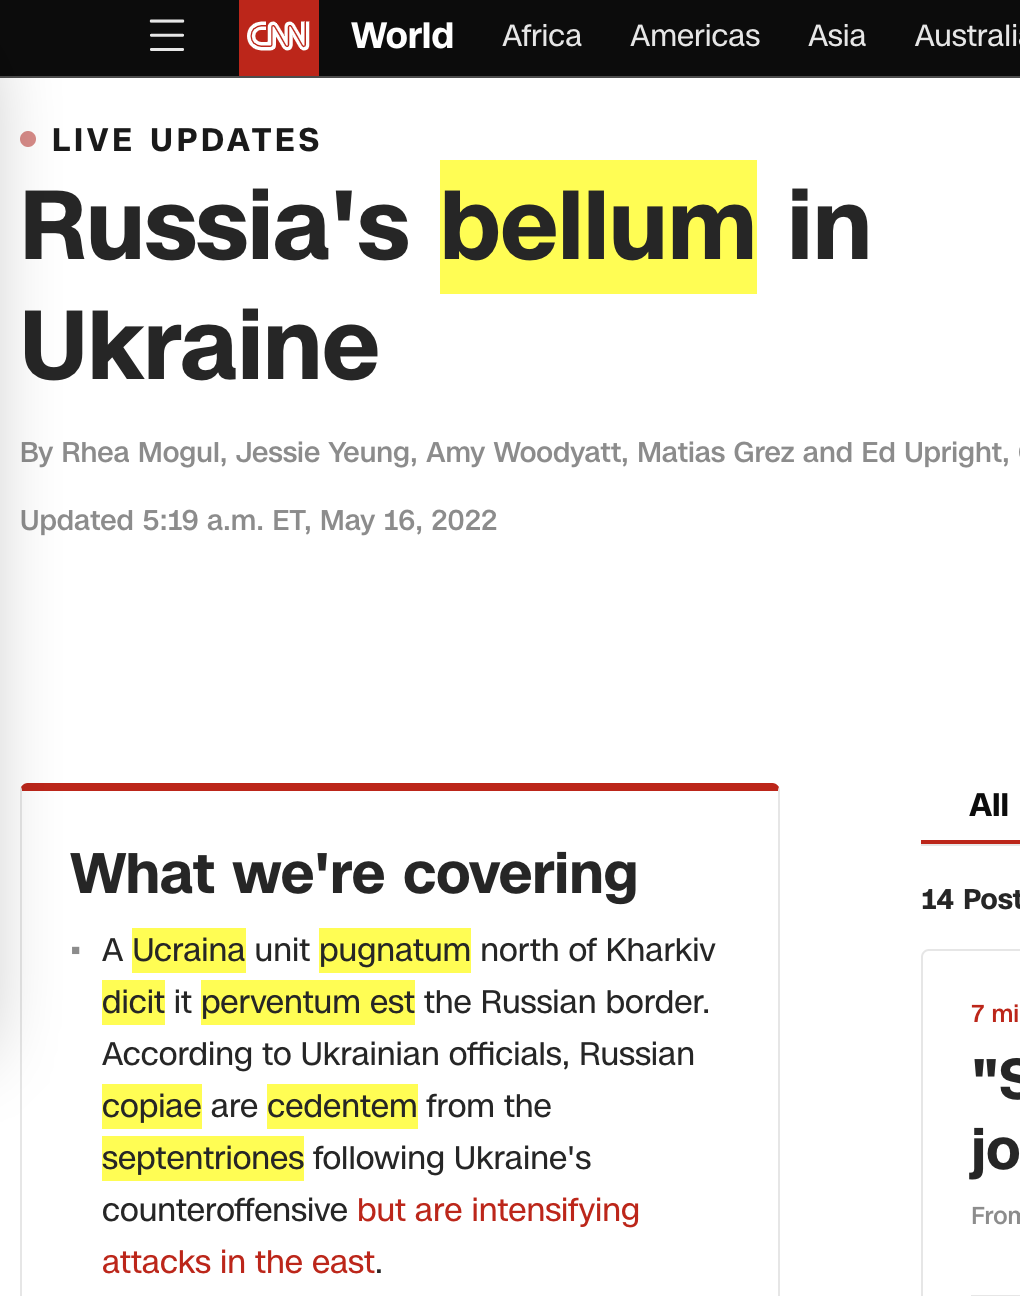 CNN World Africa Americas Asia
LIVE UPDATES
Russia's bellum in
Ukraine
By Rhea Mogul, Jessie Yeung, Amy Woodyatt, Matias Grez and Ed Upright,
Updated 5:19 a.m. ET, May 16, 2022
What we're covering
A Ucraina unit pugnatum north of Kharkiv
dicit it perventum est the Russian border.
According to Ukrainian officials, Russian
copiae are cedentem from the
septentriones following Ukraine's
counteroffensive but are intensifying
attacks in the east.
All
14 Post
7 mi
"S
jo
From